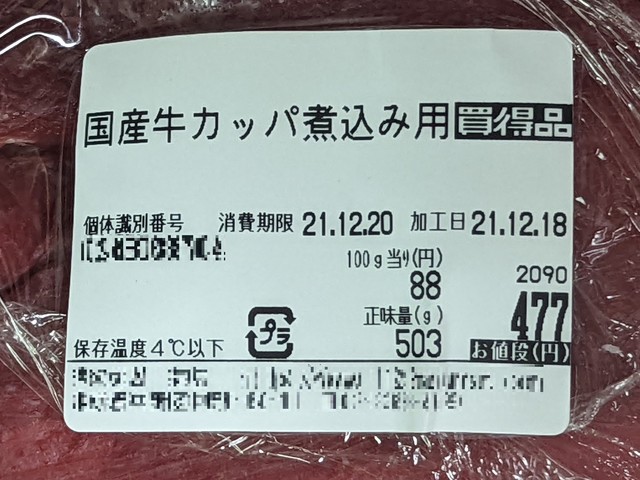 国産牛カッパ煮込み用 買得品
個体識別番号 消費期限 21.12.20 加工日 21.12.18
100g当り(円)
88
2090
正味量(g)
503
477
お値段(円)
プラ
保存温度4℃以下